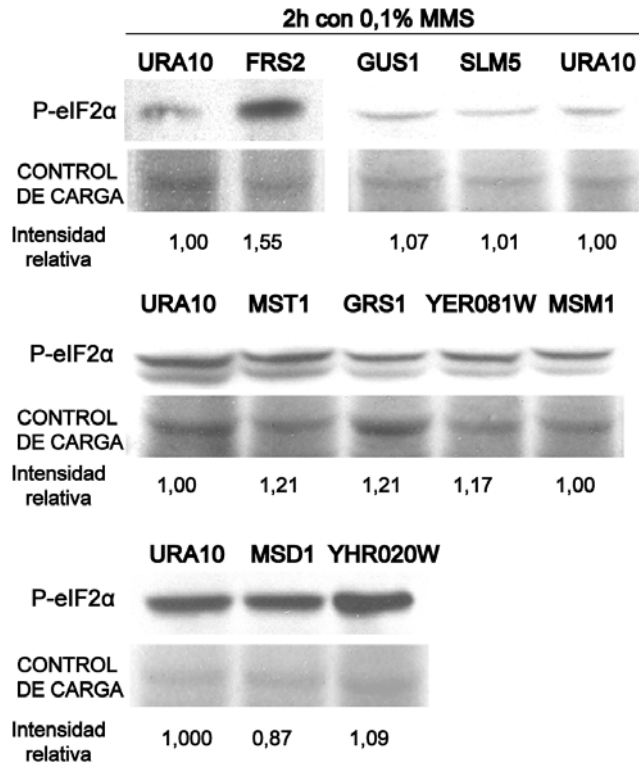 2h con 0,1% MMS
URA10 FRS2 GUS1 SLM5 URA10
P-eIF2α
CONTROL
DE CARGA
Intensidad
relativa
1,00 1,55 1,07 1,01 1,00
URA10 MST1 GRS1 YER081W MSM1
P-eIF2α
CONTROL
DE CARGA
Intensidad
relativa
1,00 1,21 1,21 1,17 1,00
URA10 MSD1 YHR020W
P-eIF2α
CONTROL
DE CARGA
Intensidad
relativa
1,000 0,87 1,09